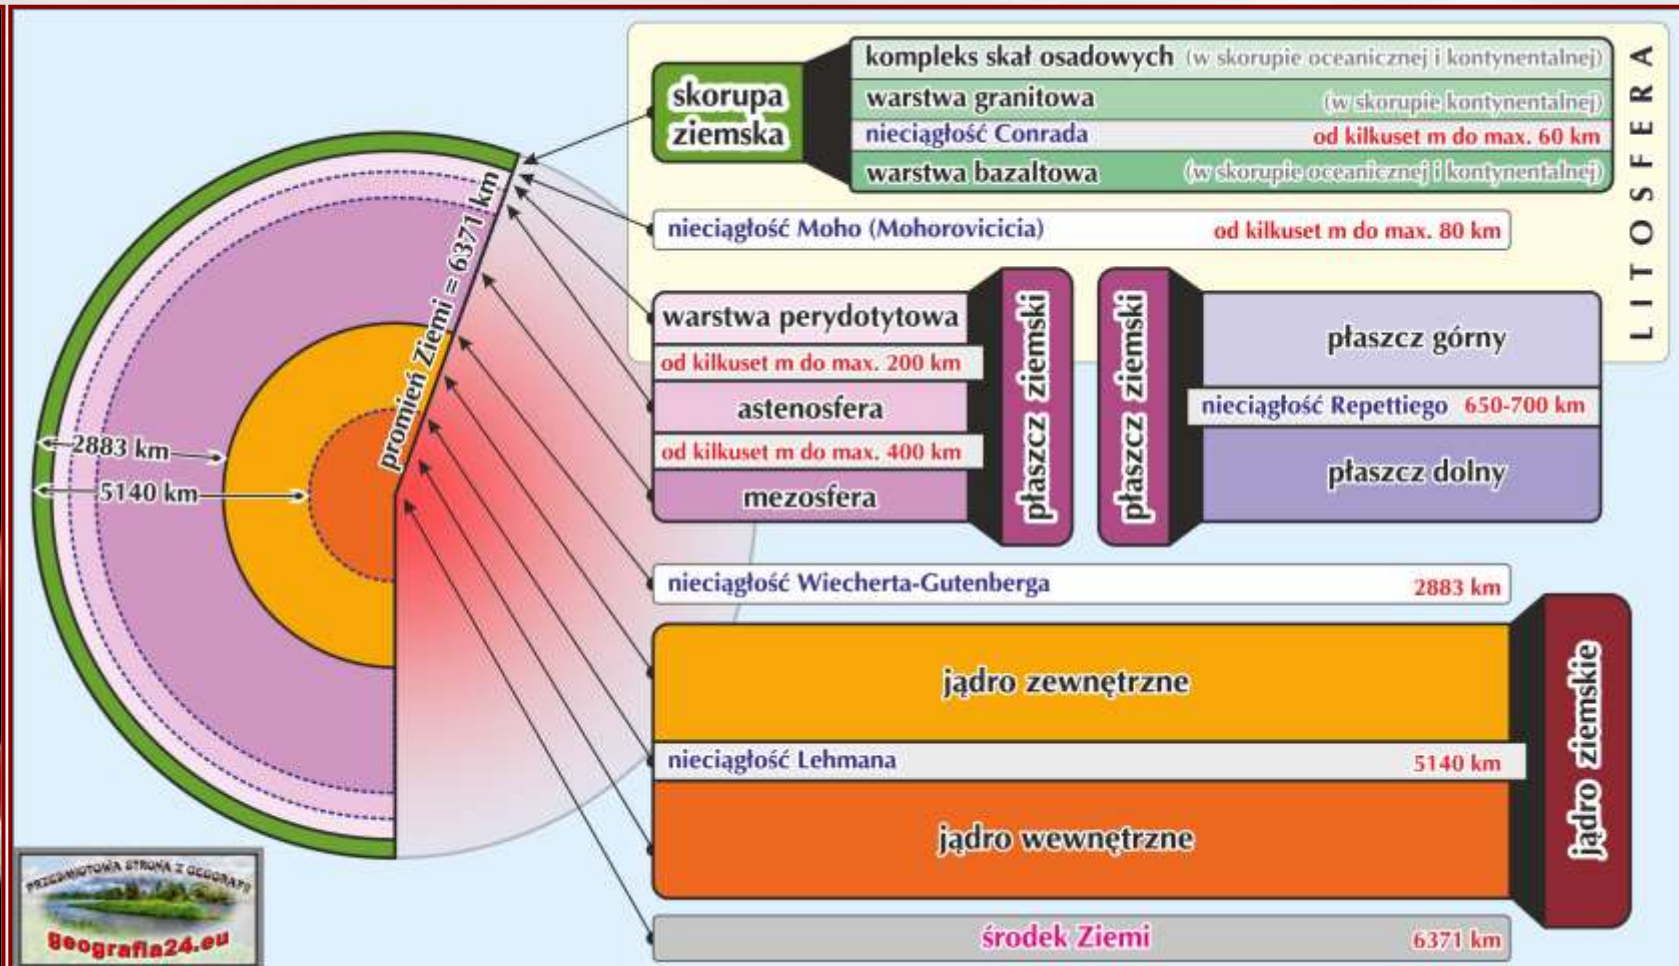 kompleks skał osadowych (w skorupie oceanicznej i kontynentalnej)
skorupa
ziemska
warstwa granitowa (w skorupie kontynentalnej)
nieciągłość Conrada od kilkuset m do max. 60 km
warstwa bazaltowa (w skorupie oceanicznej i kontynentalnej)
nieciągłość Moho (Mohorovicicia) od kilkuset m do max. 80 km
LITOSFERA
promień Ziemi = 6371 km
2883 km
5140 km
warstwa perydotytowa
od kilkuset m do max. 200 km
astenosfera
od kilkuset m do max. 400 km
mezosfera
płaszcz ziemski
płaszcz ziemski
płaszcz górny
nieciągłość Repettiego 650-700 km
płaszcz dolny
nieciągłość Wiecherta-Gutenberga 2883 km
jądro zewnętrzne
nieciągłość Lehmana 5140 km
jądro wewnętrzne
jądro ziemskie
środek Ziemi 6371 km
PRZEDMIOTOWA STRONA Z GEOGRAFII
geografia24.eu